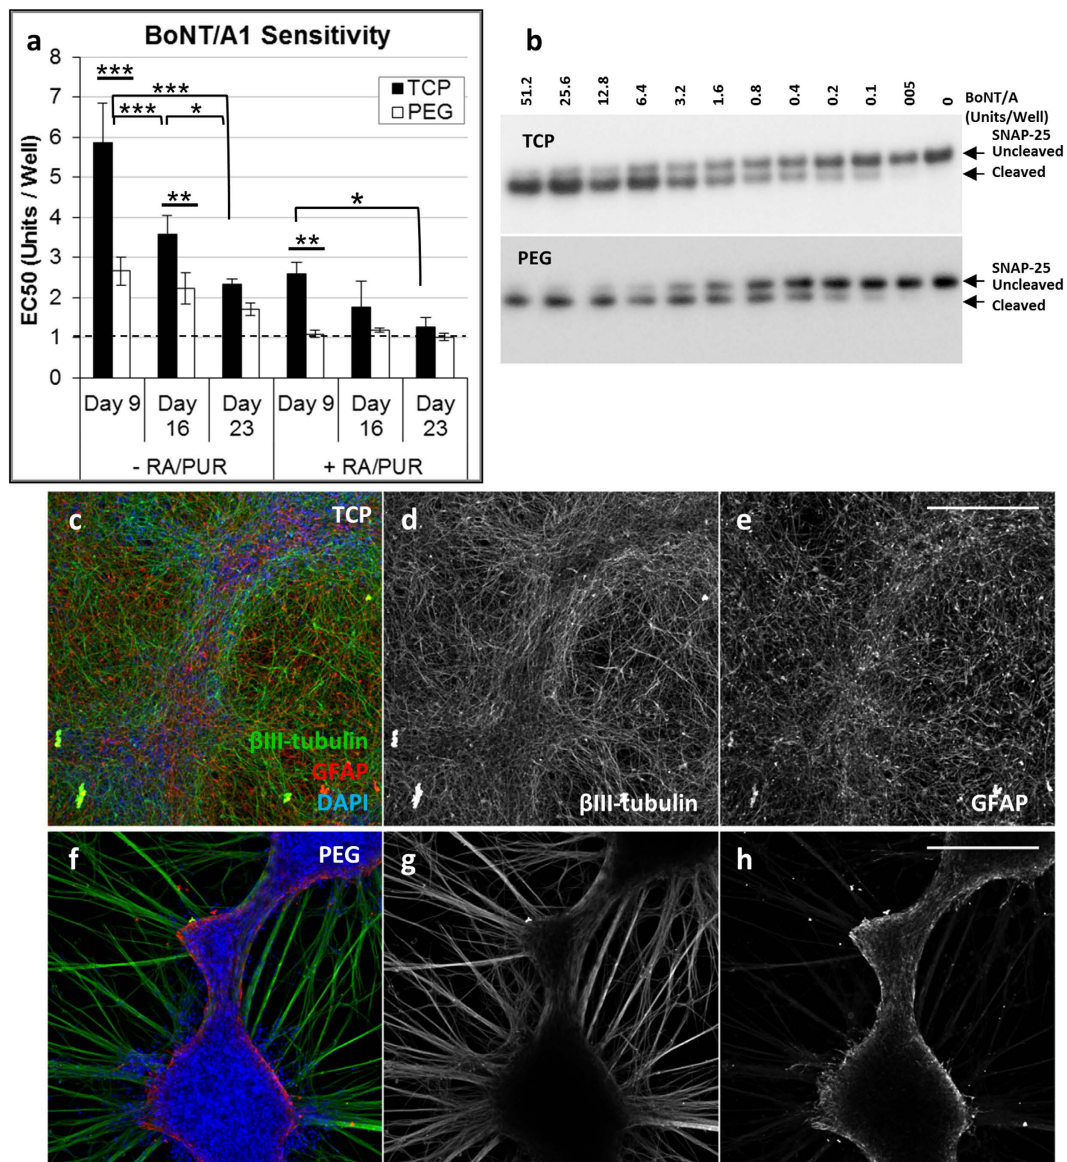 a
BoNT/A1 Sensitivity
EC50 (Units / Well)
8
7
6
5
4
3
2
1
0
TCP
PEG
***
***
***
*
**
**
*
Day 9
Day 16
Day 23
Day 9
Day 16
Day 23
- RA/PUR
+ RA/PUR
b
51.2
25.6
12.8
6.4
3.2
1.6
0.8
0.4
0.2
0.1
005
0
BoNT/A
(Units/Well)
TCP
SNAP-25
Uncleaved
Cleaved
PEG
SNAP-25
Uncleaved
Cleaved
c
TCP
βIII-tubulin
GFAP
DAPI
d
βIII-tubulin
e
GFAP
f
PEG
g
h